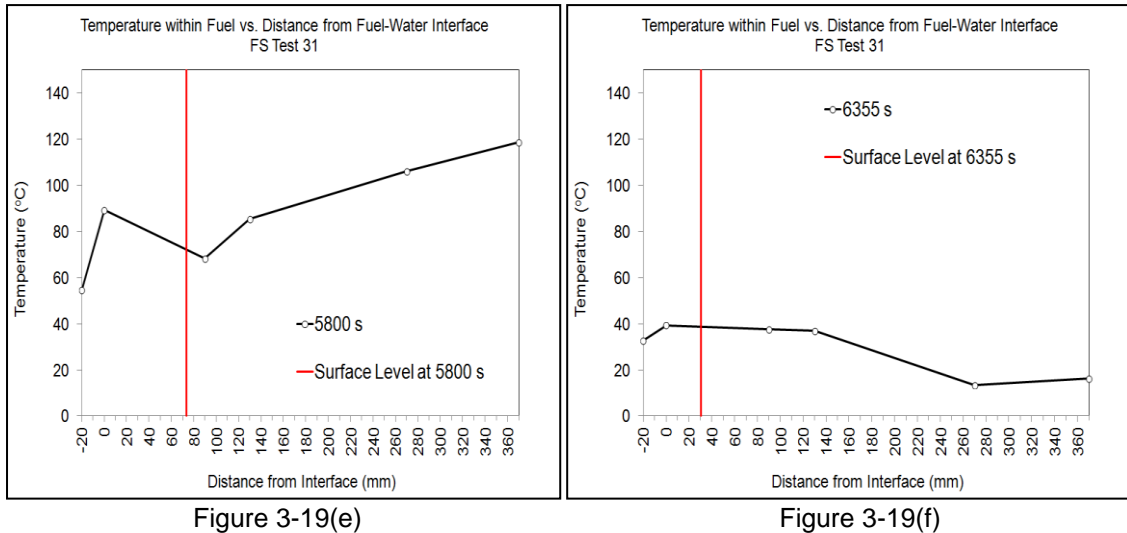 Temperature within Fuel vs. Distance from Fuel-Water Interface
FS Test 31
Temperature (°C)
140
120
100
80
60
40
20
0
5800 s
Surface Level at 5800 s
-20 0 20 40 60 80 100 120 140 160 180 200 220 240 260 280 300 320 340 360
Distance from Interface (mm)
Figure 3-19(e)
Temperature within Fuel vs. Distance from Fuel-Water Interface
FS Test 31
Temperature (°C)
140
120
100
80
60
40
20
0
6355 s
Surface Level at 6355 s
-20 0 20 40 60 80 100 120 140 160 180 200 220 240 260 280 300 320 340 360
Distance from Interface (mm)
Figure 3-19(f)